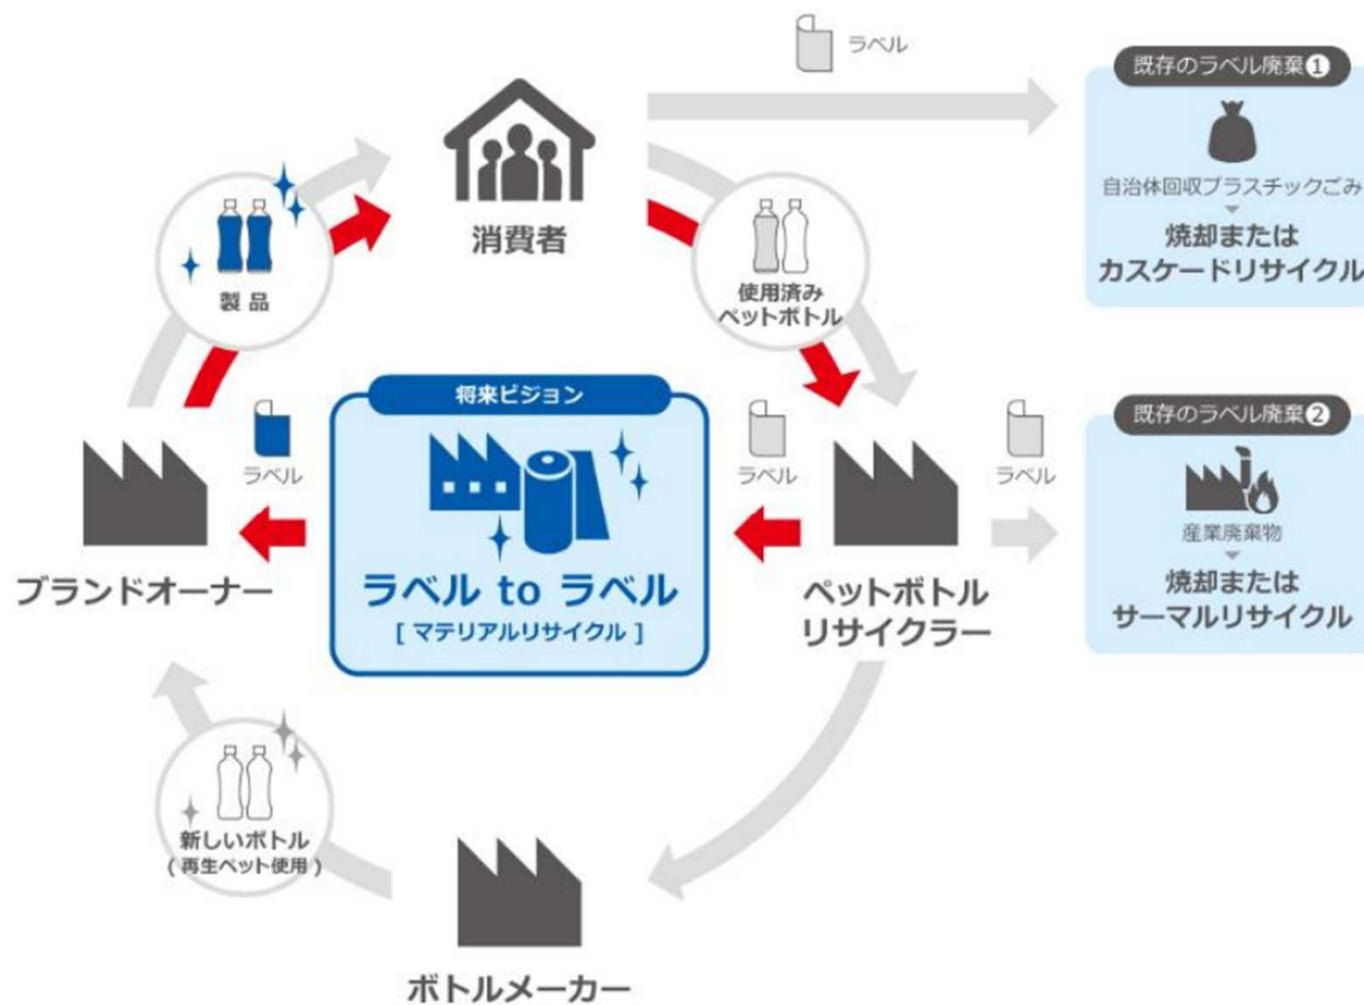 ラベル
既存のラベル廃棄❶
自治体回収プラスチックごみ
焼却または
カスケードリサイクル
消費者
製品
使用済み
ペットボトル
将来ビジョン
ラベル to ラベル
[ マテリアルリサイクル ]
ラベル
ラベル
ラベル
既存のラベル廃棄❷
産業廃棄物
焼却または
サーマルリサイクル
ブランドオーナー
ペットボトル
リサイクラー
新しいボトル
( 再生ペット使用 )
ボトルメーカー